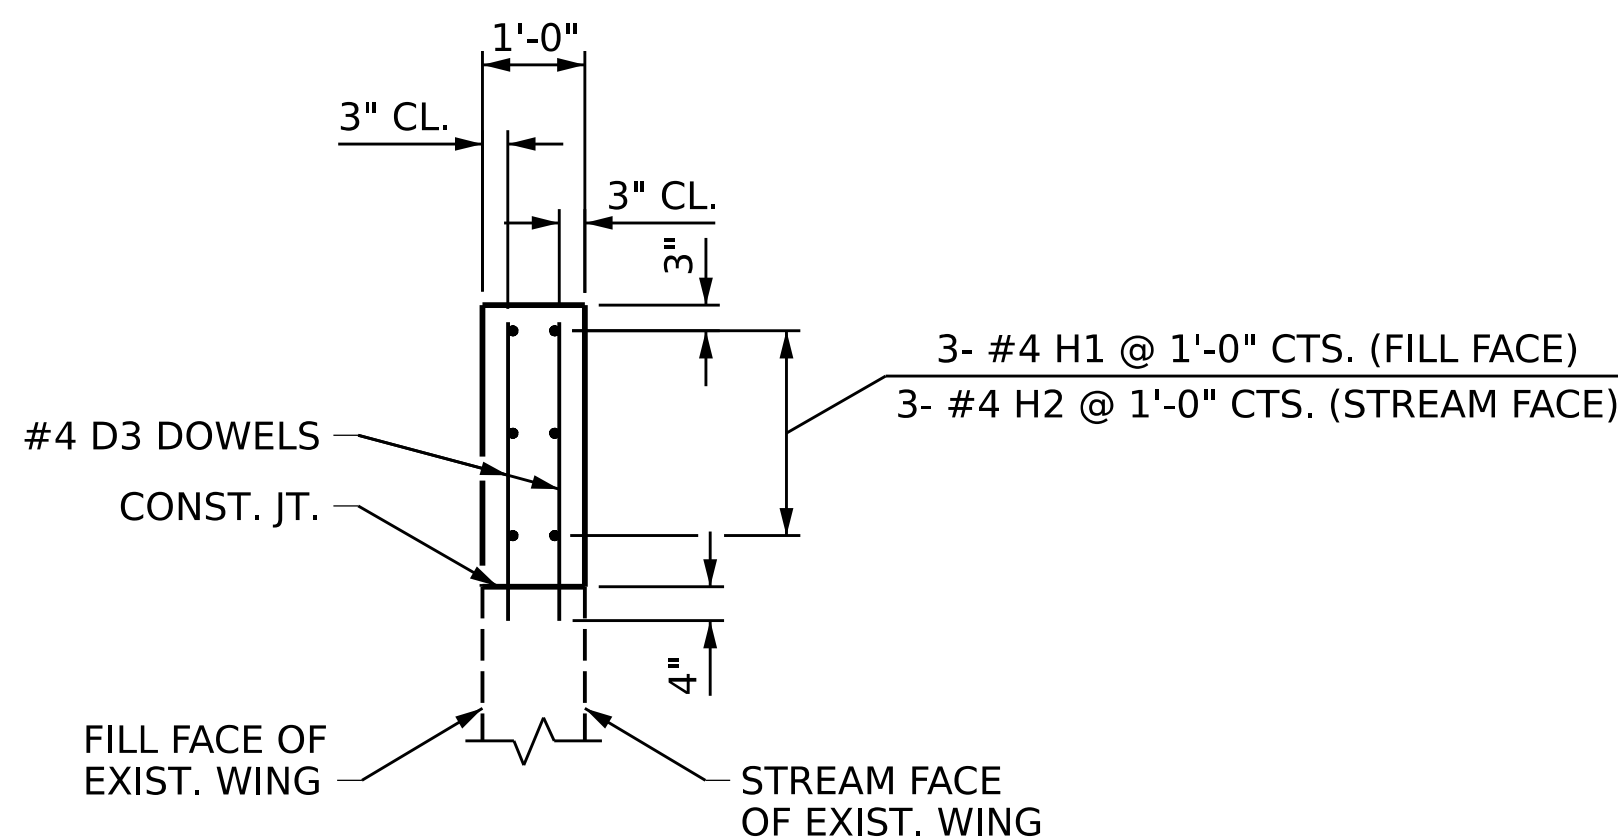 1'-0"
3" CL.
3" CL.
3"
3- #4 H1 @ 1'-0" CTS. (FILL FACE)
3- #4 H2 @ 1'-0" CTS. (STREAM FACE)
#4 D3 DOWELS
CONST. JT.
4"
FILL FACE OF
EXIST. WING
STREAM FACE
OF EXIST. WING